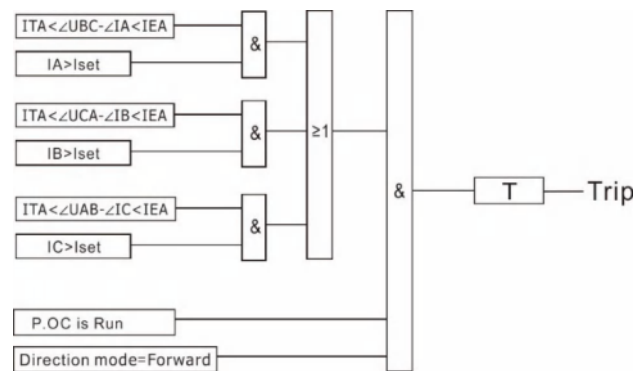 ITA<∠UBC-∠IA<IEA
&
IA>Iset
ITA<∠UCA-∠IB<IEA
&
≥1
IB>Iset
&
T
Trip
ITA<∠UAB-∠IC<IEA
&
IC>Iset
P.OC is Run
Direction mode=Forward